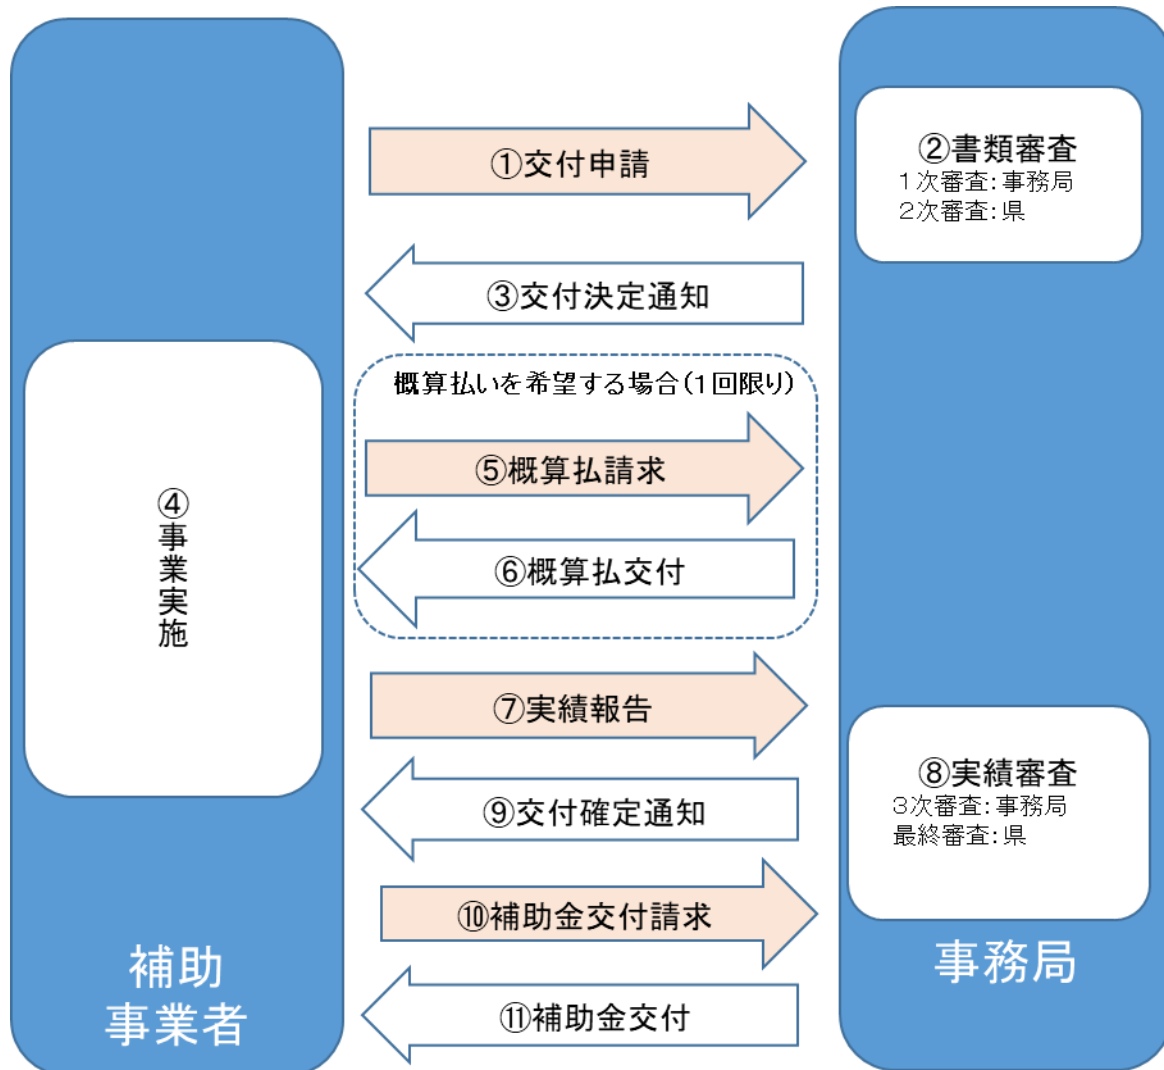 ①交付申請
②書類審査
1次審査:事務局
2次審査:県
③交付決定通知
概算払いを希望する場合(1回限り)
④
事
業
実
施
⑤概算払請求
⑥概算払交付
⑦実績報告
⑧実績審査
3次審査:事務局
最終審査:県
⑨交付確定通知
⑩補助金交付請求
⑪補助金交付
補助
事業者
事務局